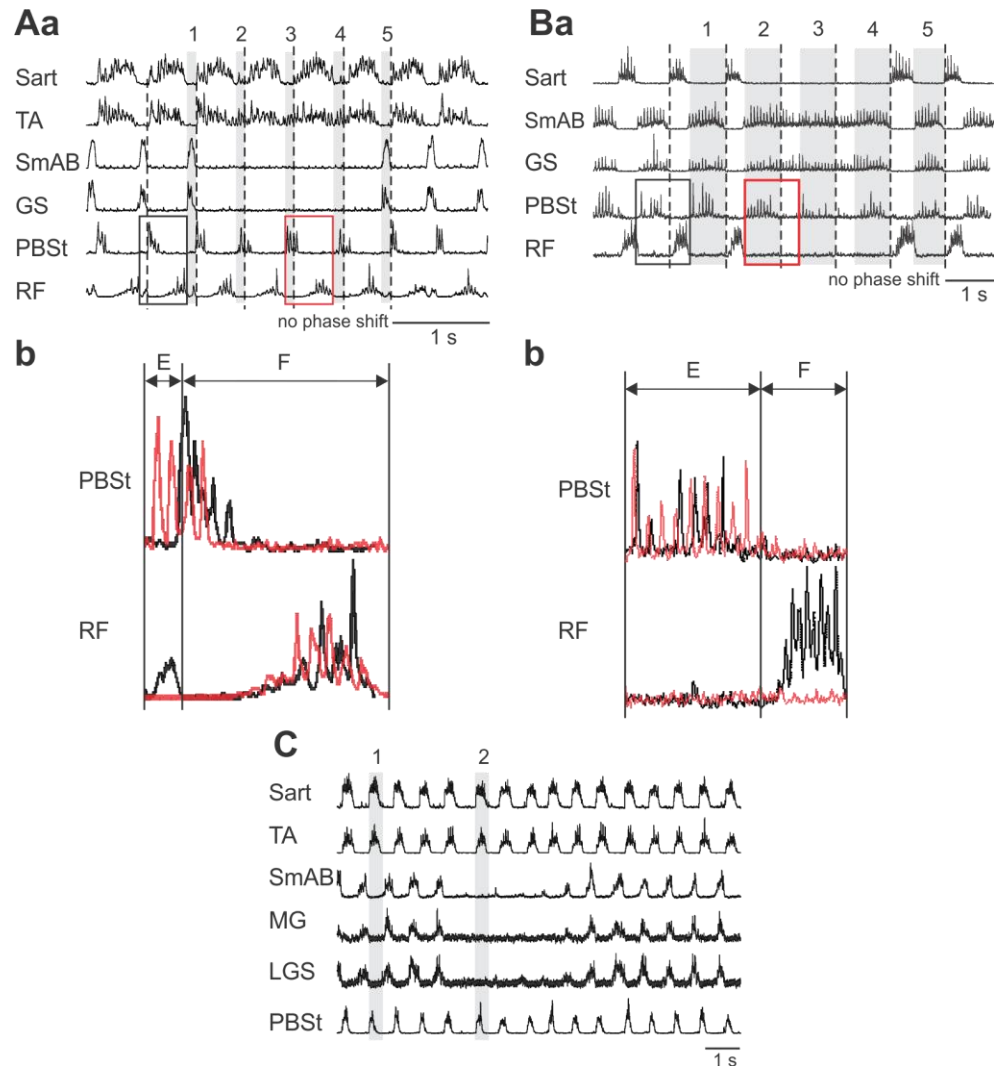 Aa
1 2 3 4 5
Sart
TA
SmAB
GS
PBSt
RF
no phase shift
1 s
Ba
1 2 3 4 5
Sart
SmAB
GS
PBSt
RF
no phase shift
1 s
b
E F
PBSt
RF
b
E F
PBSt
RF
C
1 2
Sart
TA
SmAB
MG
LGS
PBSt
1 s